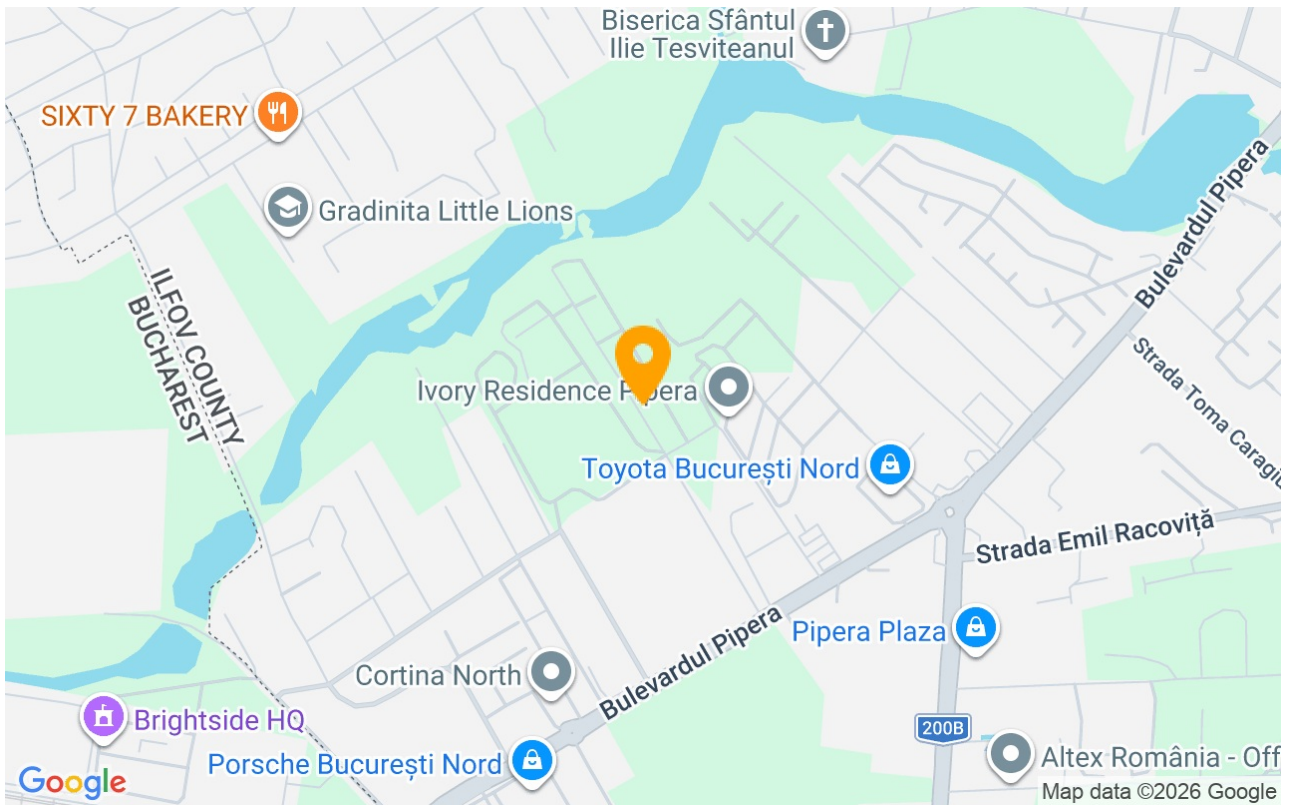 Biserica Sfântul
Ilie Tesviteanul
SIXTY 7 BAKERY
Gradinita Little Lions
Bulevardul Pipera
ILFOV COUNTY
BUCHAREST
Strada Toma Caragiu
Ivory Residence Pipera
Toyota București Nord
Strada Emil Racoviță
Bulevardul Pipera
Pipera Plaza
Cortina North
Brightside HQ
200B
Porsche București Nord
Altex România - Off
Google
Map data ©2026 Google